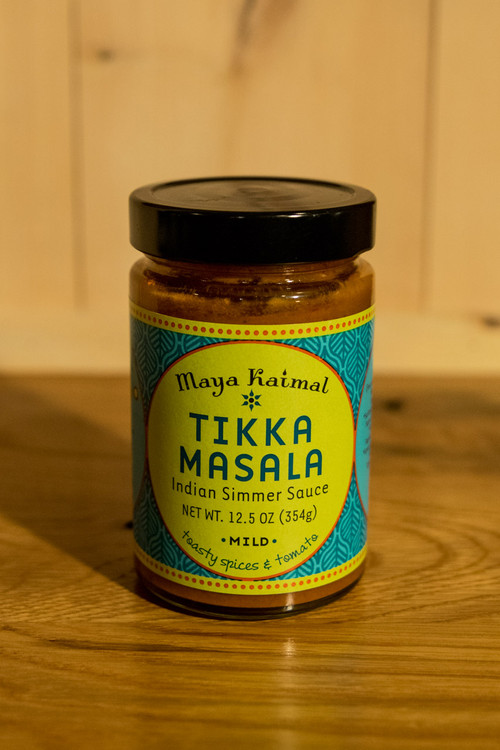 Maya Kaimal
TIKKA
MASALA
Indian Simmer Sauce
NET WT. 12.5 OZ (354g)
•MILD•
toasty spices & tomato